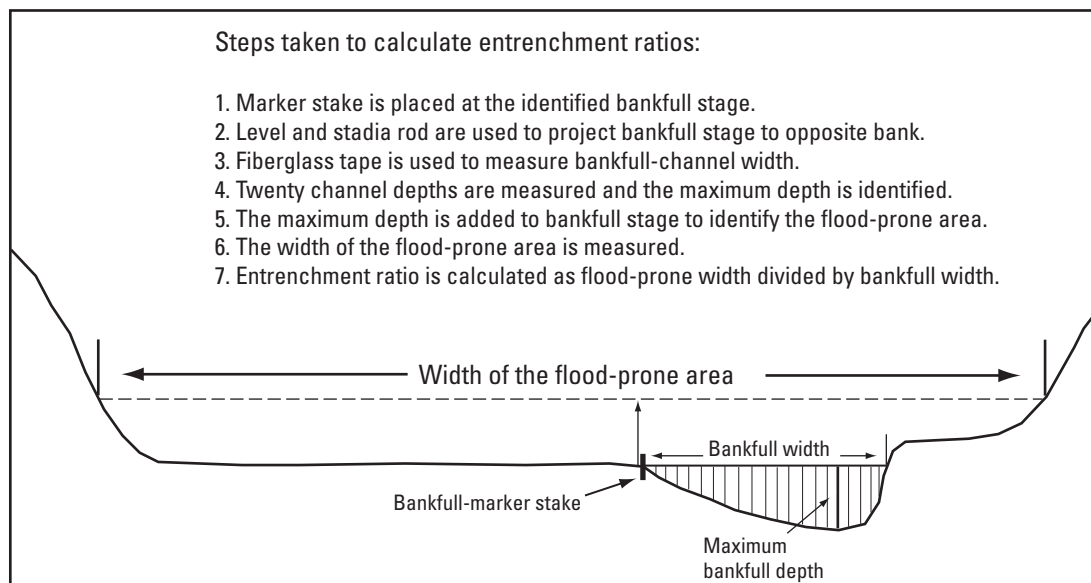 Steps taken to calculate entrenchment ratios:
1. Marker stake is placed at the identified bankfull stage.
2. Level and stadia rod are used to project bankfull stage to opposite bank.
3. Fiberglass tape is used to measure bankfull-channel width.
4. Twenty channel depths are measured and the maximum depth is identified.
5. The maximum depth is added to bankfull stage to identify the flood-prone area.
6. The width of the flood-prone area is measured.
7. Entrenchment ratio is calculated as flood-prone width divided by bankfull width.
Width of the flood-prone area
Bankfull width
Bankfull-marker stake
Maximum
bankfull depth